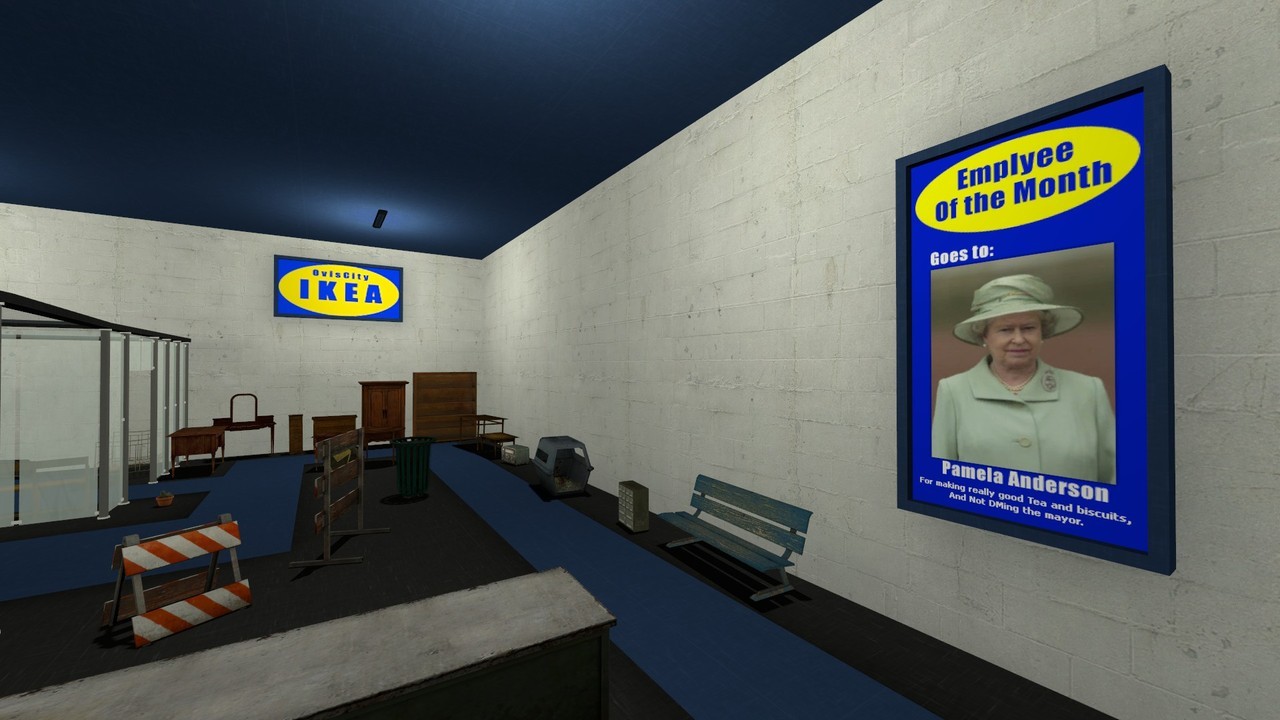 OvisCity
IKEA
Emplyee
Of the Month
Goes to:
Pamela Anderson
For making really good Tea and biscuits,
And Not DMing the mayor.